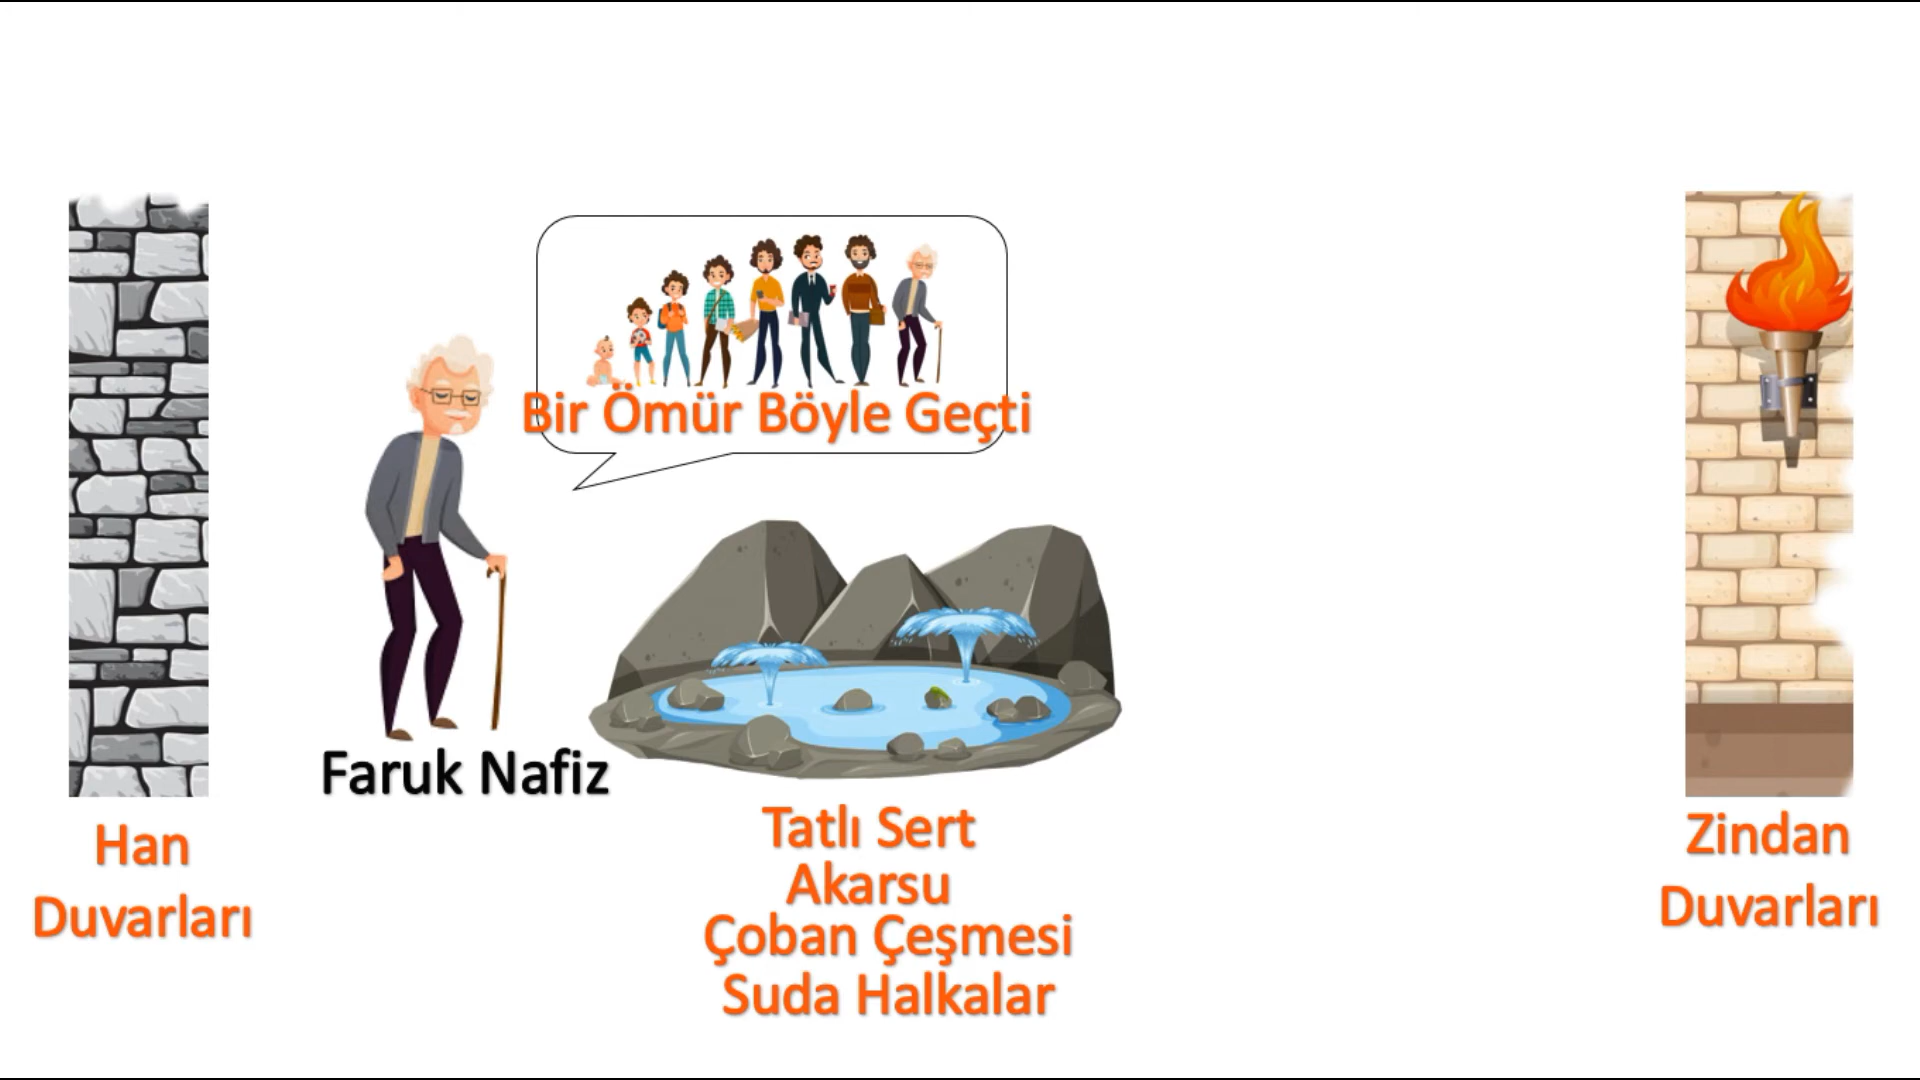 Bir Ömür Böyle Geçti
Faruk Nafiz
Han
Duvarları
Tatlı Sert
Akarsu
Çoban Çeşmesi
Suda Halkalar
Zindan
Duvarları